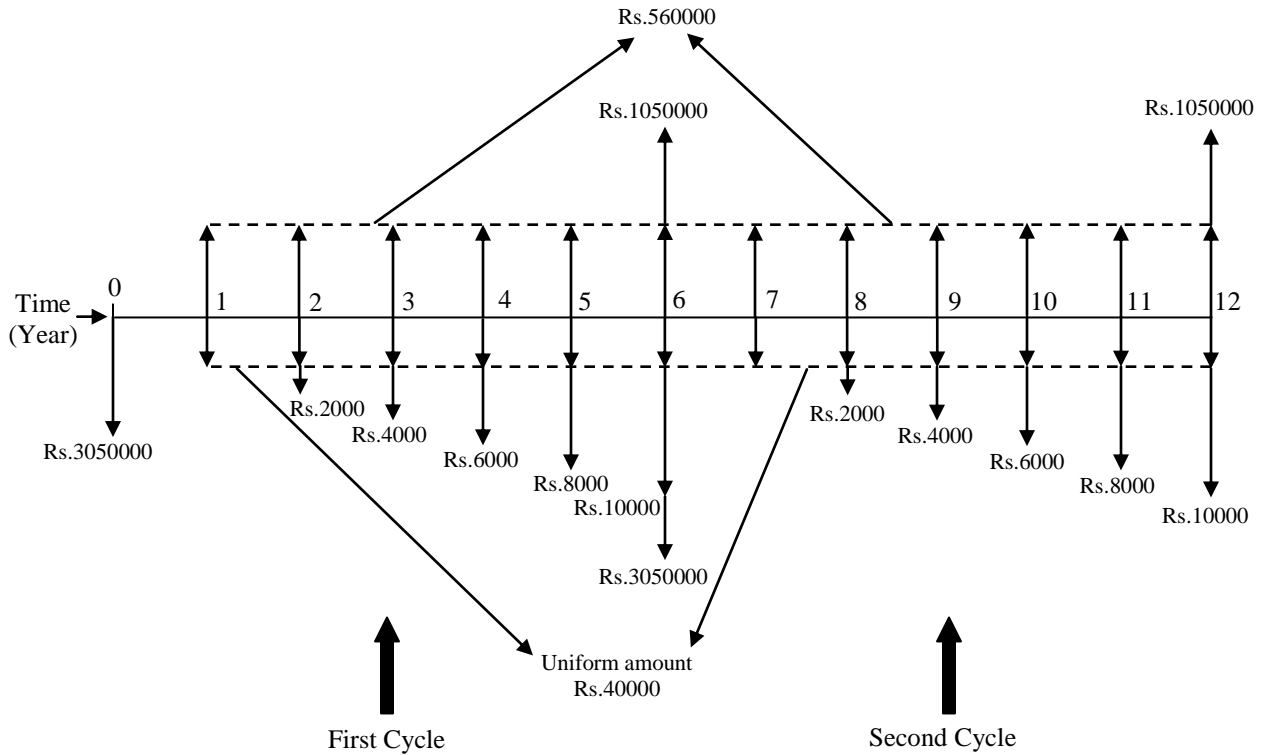 Rs.560000
Rs.1050000
Rs.1050000
0
Time
(Year)
1
2
3
4
5
6
7
8
9
10
11
12
Rs.3050000
Rs.2000
Rs.4000
Rs.6000
Rs.8000
Rs.10000
Rs.3050000
Rs.2000
Rs.4000
Rs.6000
Rs.8000
Rs.10000
Uniform amount
Rs.40000
First Cycle
Second Cycle